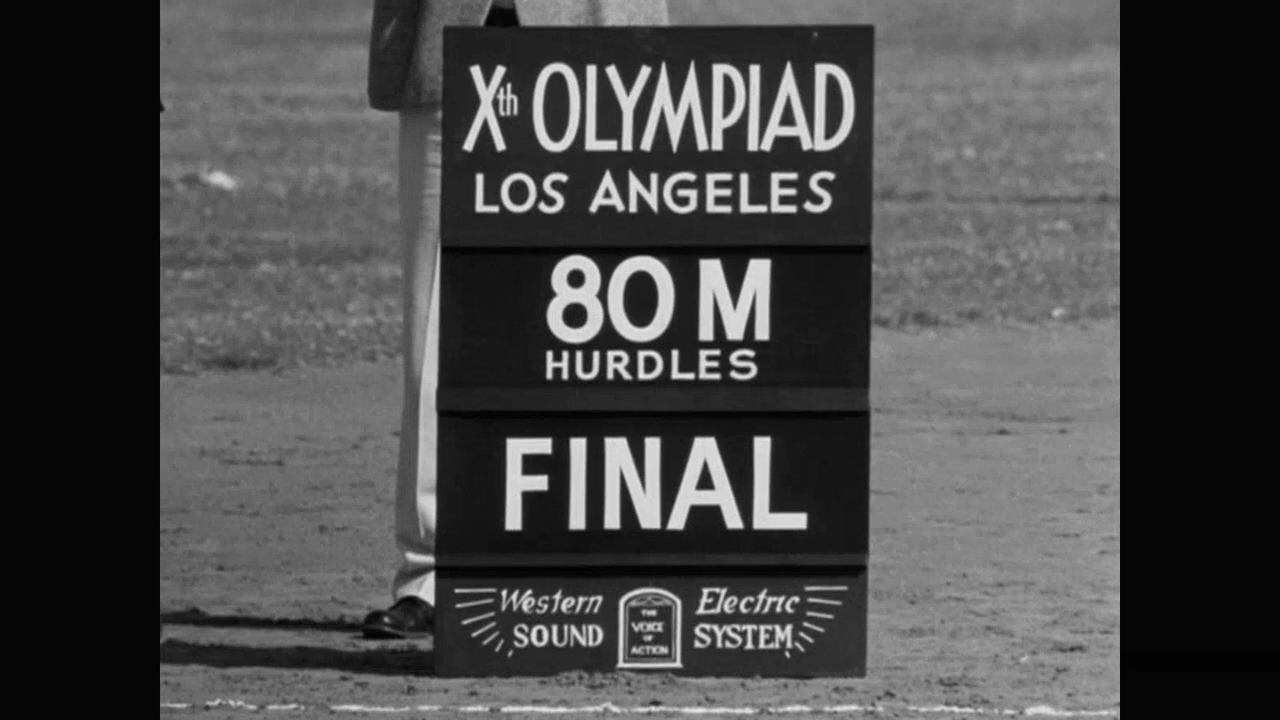 Xth OLYMPIAD
LOS ANGELES
80 M
HURDLES
FINAL
Western Electric
SOUND SYSTEM
THE
VOICE
OF
ACTION